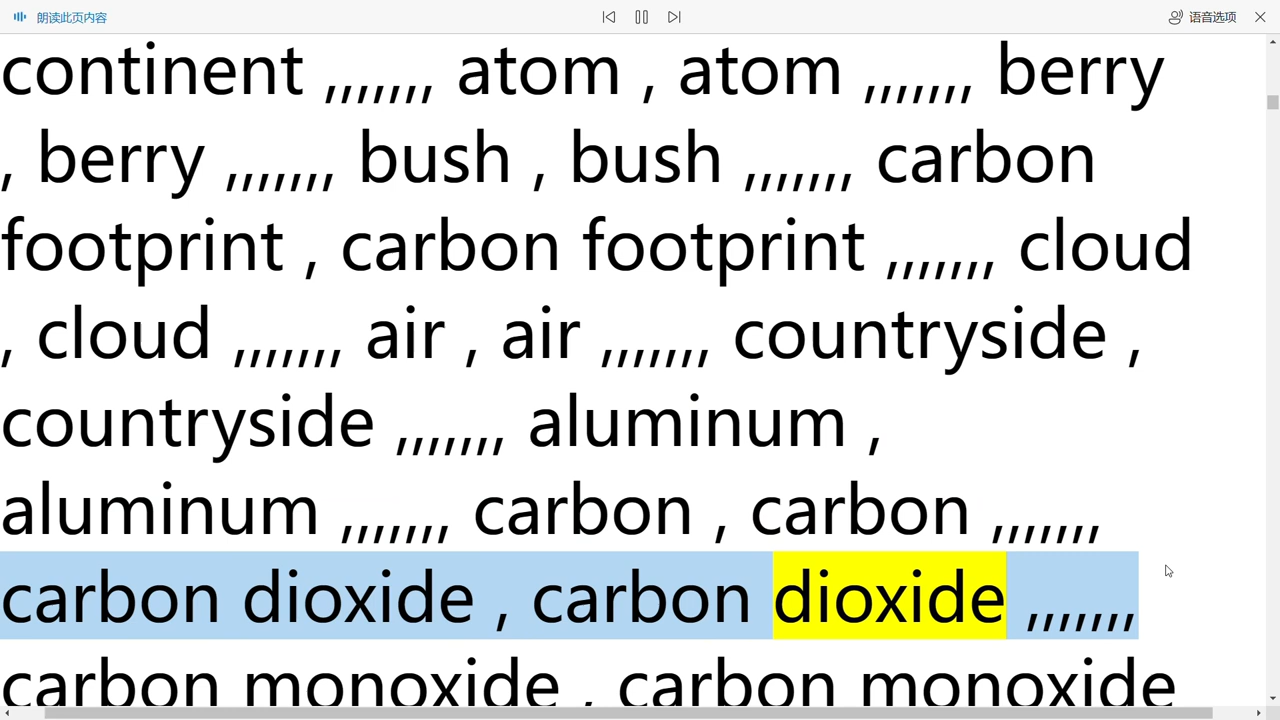 朗读此页内容
语音选项
continent ,,,,,,, atom , atom ,,,,,,, berry
, berry ,,,,,,, bush , bush ,,,,,,, carbon
footprint , carbon footprint ,,,,,,, cloud
, cloud ,,,,,,, air , air ,,,,,,, countryside ,
countryside ,,,,,,, aluminum ,
aluminum ,,,,,,, carbon , carbon ,,,,,,,
carbon dioxide , carbon dioxide ,,,,,,,
carbon monoxide , carbon monoxide